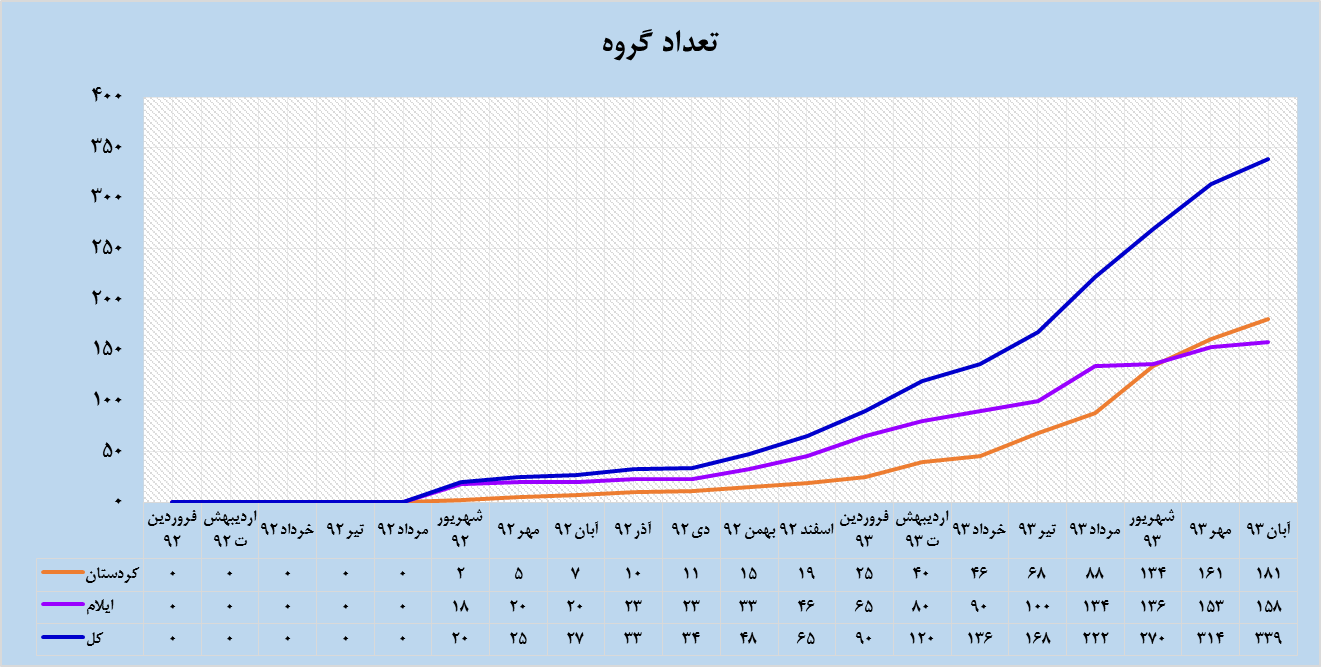 تعداد گروه
۴۰۰
۳۵۰
۳۰۰
۲۵۰
۲۰۰
۱۵۰
۱۰۰
۵۰
۰
فروردین ۹۲ اردیبهش ت ۹۲ خرداد ۹۲ تیر ۹۲ مرداد ۹۲ شهریور ۹۲ مهر ۹۲ آبان ۹۲ آذر ۹۲ دی ۹۲ بهمن ۹۲ اسفند ۹۲ فروردین ۹۳ اردیبهش ت ۹۳ خرداد ۹۳ تیر ۹۳ مرداد ۹۳ شهریور ۹۳ مهر ۹۳ آبان ۹۳
کردستان ۰ ۰ ۰ ۰ ۰ ۲ ۵ ۷ ۱۰ ۱۱ ۱۵ ۱۹ ۲۵ ۴۰ ۴۶ ۶۸ ۸۸ ۱۳۴ ۱۶۱ ۱۸۱
ایلام ۰ ۰ ۰ ۰ ۰ ۱۸ ۲۰ ۲۰ ۲۳ ۲۳ ۳۳ ۴۶ ۶۵ ۸۰ ۹۰ ۱۰۰ ۱۳۴ ۱۳۶ ۱۵۳ ۱۵۸
کل ۰ ۰ ۰ ۰ ۰ ۲۰ ۲۵ ۲۷ ۳۳ ۳۴ ۴۸ ۶۵ ۹۰ ۱۲۰ ۱۳۶ ۱۶۸ ۲۲۲ ۲۷۰ ۳۱۴ ۳۳۹